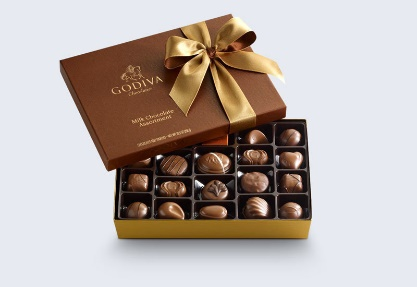 GODIVA
Chocolatier
Milk Chocolate
Assortment